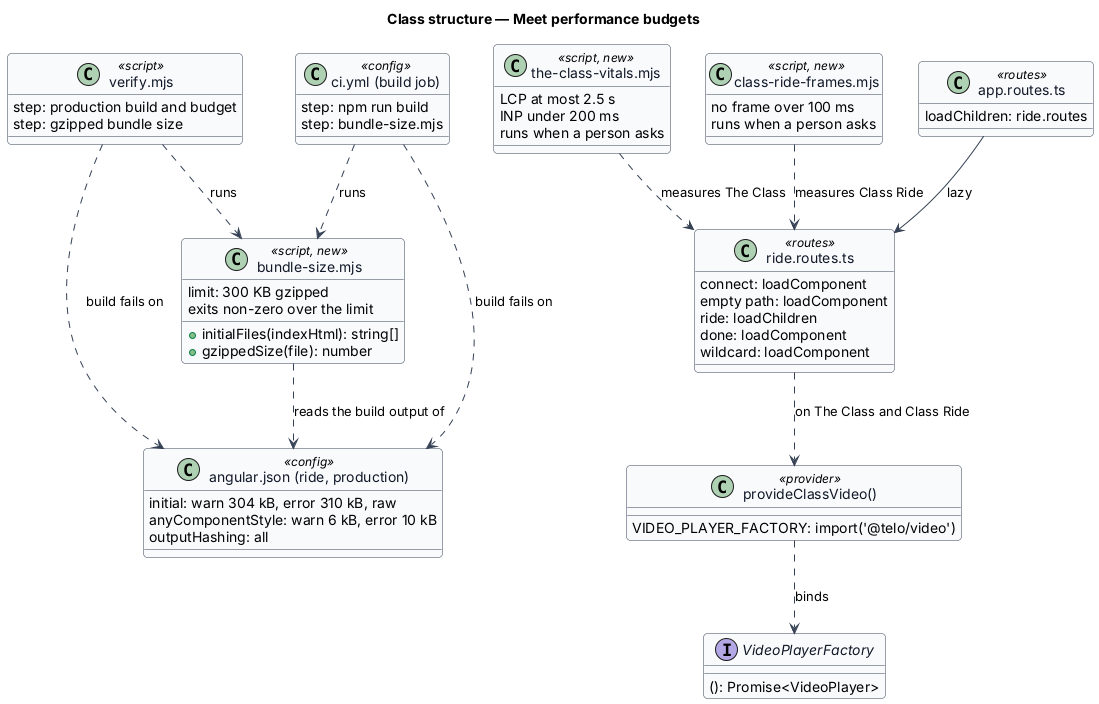 Class structure — Meet performance budgets
«script»
verify.mjs
step: production build and budget
step: gzipped bundle size
«config»
ci.yml (build job)
step: npm run build
step: bundle-size.mjs
«script, new»
the-class-vitals.mjs
LCP at most 2.5 s
INP under 200 ms
runs when a person asks
«script, new»
class-ride-frames.mjs
no frame over 100 ms
runs when a person asks
«routes»
app.routes.ts
loadChildren: ride.routes
runs
runs
measures The Class
measures Class Ride
lazy
build fails on
build fails on
«script, new»
bundle-size.mjs
limit: 300 KB gzipped
exits non-zero over the limit
initialFiles(indexHtml): string[]
gzippedSize(file): number
«routes»
ride.routes.ts
connect: loadComponent
empty path: loadComponent
ride: loadChildren
done: loadComponent
wildcard: loadComponent
reads the build output of
on The Class and Class Ride
«config»
angular.json (ride, production)
initial: warn 304 kB, error 310 kB, raw
anyComponentStyle: warn 6 kB, error 10 kB
outputHashing: all
«provider»
provideClassVideo()
VIDEO_PLAYER_FACTORY: import('@telo/video')
binds
VideoPlayerFactory
(): Promise<VideoPlayer>